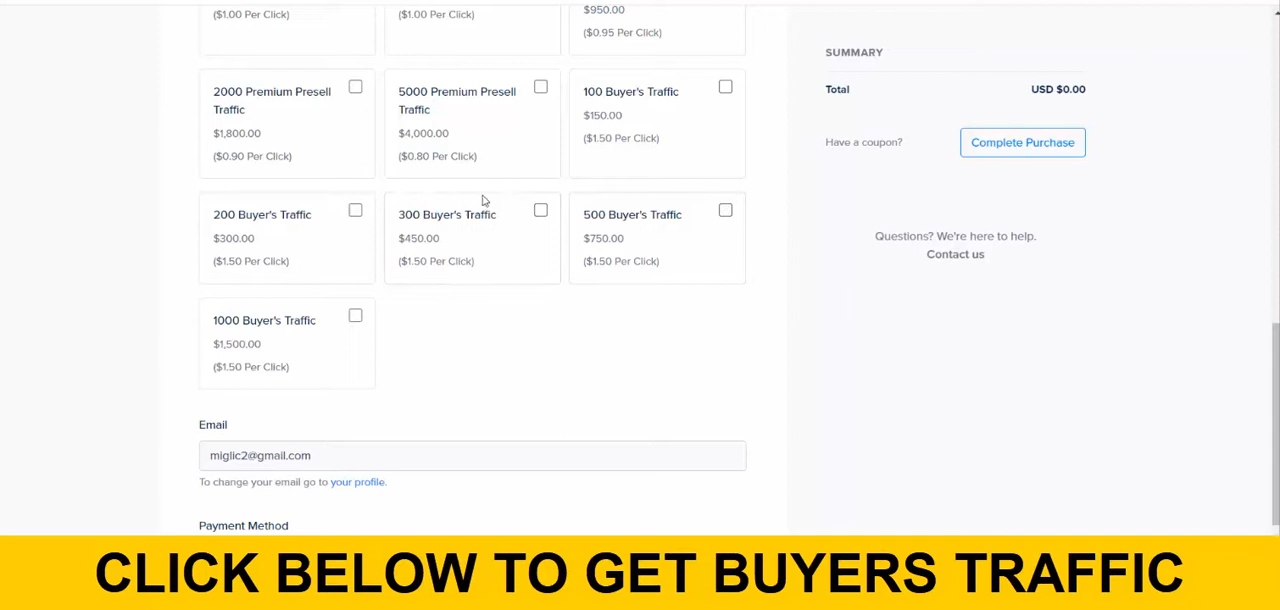 ($1.00 Per Click)
($1.00 Per Click)
$950.00
($0.95 Per Click)
2000 Premium Presell
Traffic
$1,800.00
($0.90 Per Click)
5000 Premium Presell
Traffic
$4,000.00
($0.80 Per Click)
100 Buyer's Traffic
$150.00
($1.50 Per Click)
200 Buyer's Traffic
$300.00
($1.50 Per Click)
300 Buyer's Traffic
$450.00
($1.50 Per Click)
500 Buyer's Traffic
$750.00
($1.50 Per Click)
1000 Buyer's Traffic
$1,500.00
($1.50 Per Click)
Email
miglic2@gmail.com
To change your email go to your profile.
Payment Method
SUMMARY
Total USD $0.00
Have a coupon? Complete Purchase
Questions? We're here to help.
Contact us
CLICK BELOW TO GET BUYERS TRAFFIC